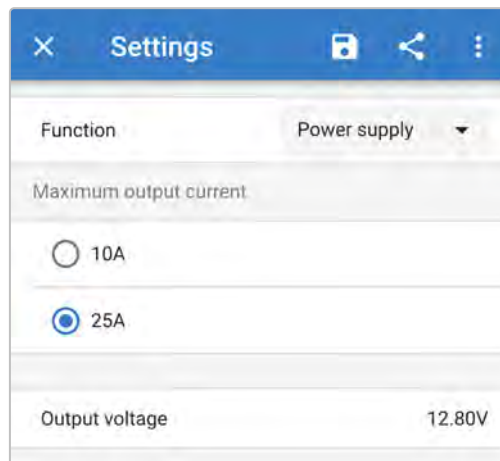 Settings
Function Power supply
Maximum output current
10A
25A
Output voltage 12.80V